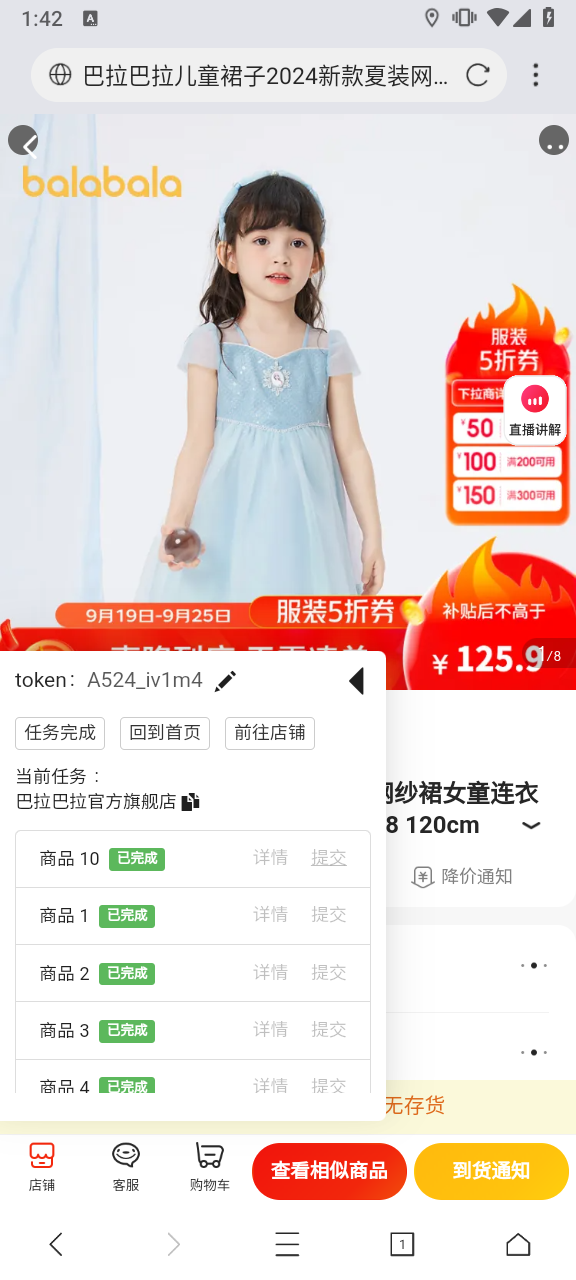 1:42
A
巴拉巴拉儿童裙子2024新款夏装网...
balabala
服装
5折券
下拉商详
直播讲解
¥50
¥100 满200可用
¥150 满300可用
9月19日-9月25日 服装5折券
补贴后不高于
¥ 125.9
1/8
token: A524_iv1m4
任务完成 回到首页 前往店铺
当前任务：
巴拉巴拉官方旗舰店
网纱裙女童连衣
8 120cm
降价通知
商品 10 已完成 详情 提交
商品 1 已完成 详情 提交
商品 2 已完成 详情 提交
商品 3 已完成 详情 提交
商品 4 已完成 详情 提交
无存货
店铺 客服 购物车 查看相似商品 到货通知
1